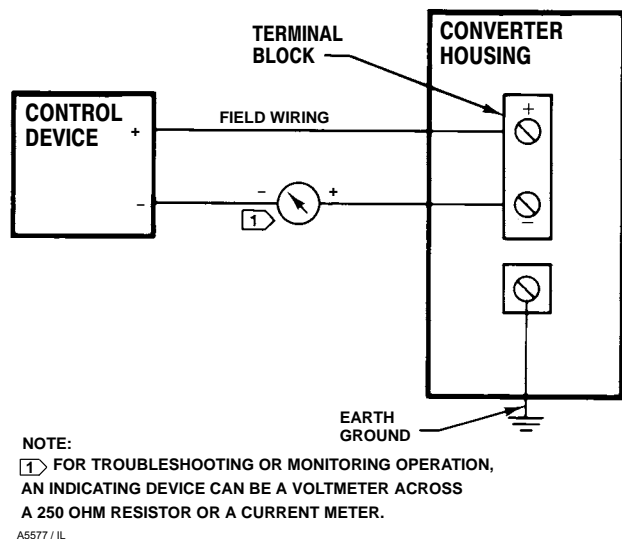 TERMINAL
BLOCK
CONVERTER
HOUSING
CONTROL
DEVICE
+
−
FIELD WIRING
−
+
1
+
−
EARTH
GROUND
NOTE:
1 FOR TROUBLESHOOTING OR MONITORING OPERATION,
AN INDICATING DEVICE CAN BE A VOLTMETER ACROSS
A 250 OHM RESISTOR OR A CURRENT METER.
A5577 / IL